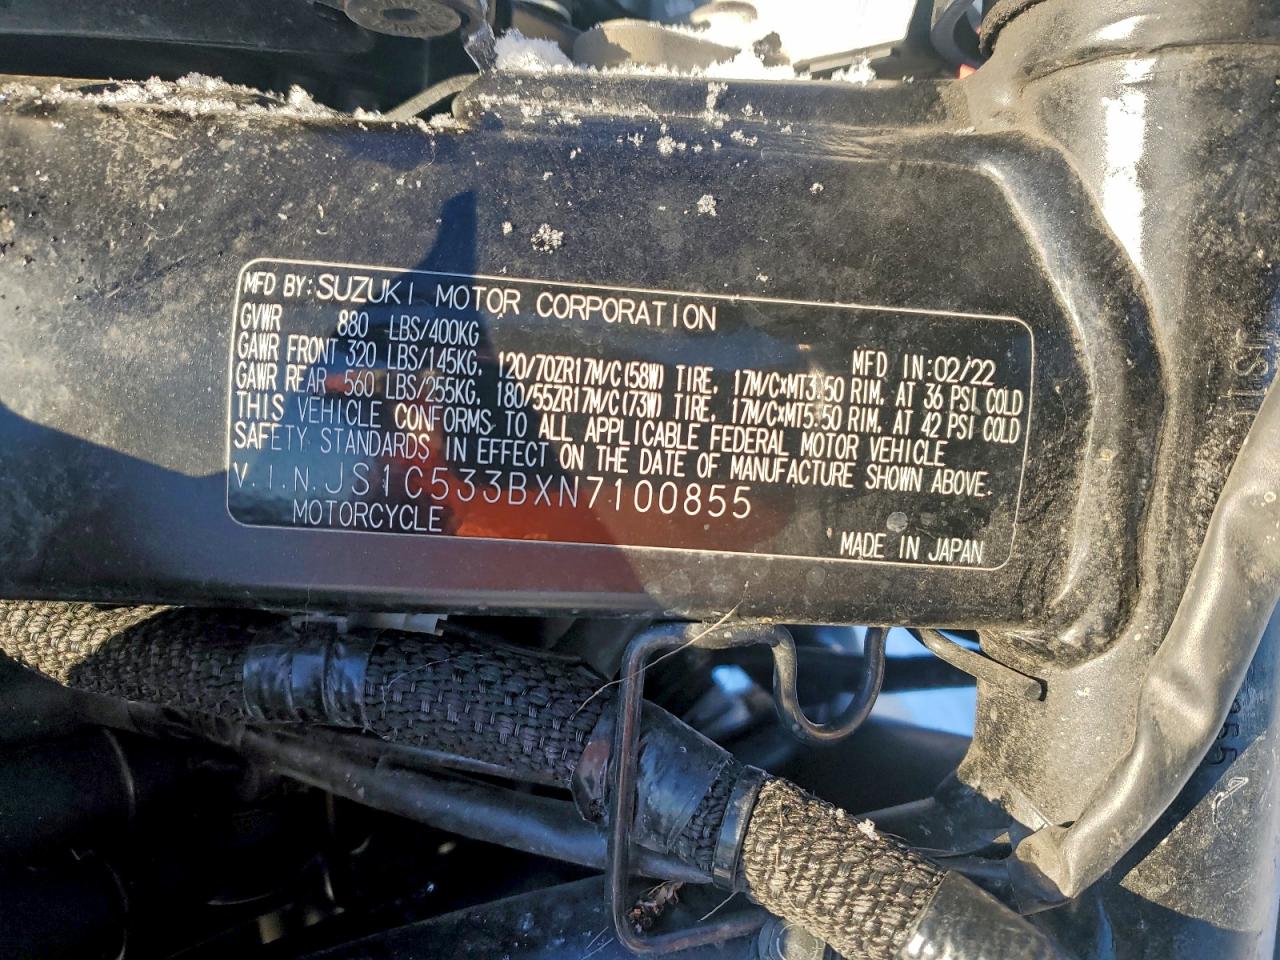 MFD BY: SUZUKI MOTOR CORPORATION
GVWR 880 LBS/400KG MFD IN:02/22
GAWR FRONT 320 LBS/145KG, 120/70ZR17M/C(58W) TIRE, 17M/C×MT3.50 RIM, AT 36 PSI COLD
GAWR REAR 560 LBS/255KG, 180/55ZR17M/C(73W) TIRE, 17M/C×MT5.50 RIM, AT 42 PSI COLD
THIS VEHICLE CONFORMS TO ALL APPLICABLE FEDERAL MOTOR VEHICLE
SAFETY STANDARDS IN EFFECT ON THE DATE OF MANUFACTURE SHOWN ABOVE.
V.I.N.JS1C533BXN7100855
MOTORCYCLE
MADE IN JAPAN